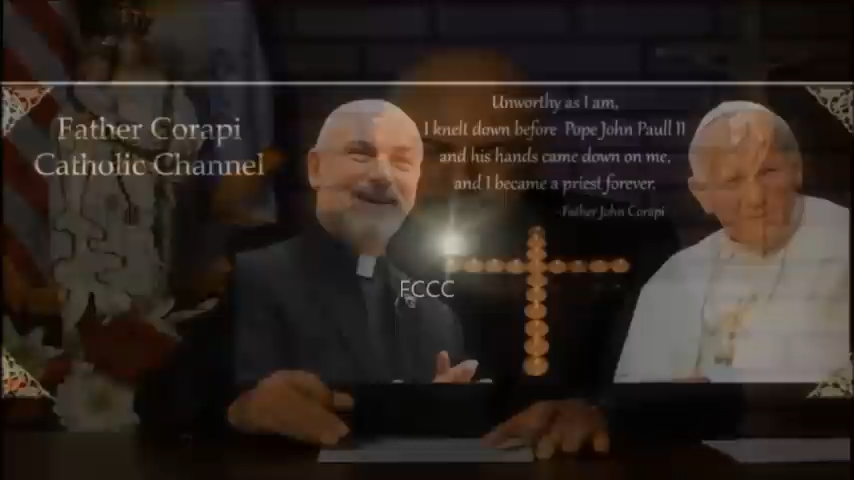 Father Corapi
Catholic Channel
Unworthy as I am,
I knelt down before Pope John Paull II
and his hands came down on me,
and I became a priest forever.
-Father John Corapi
FCCC